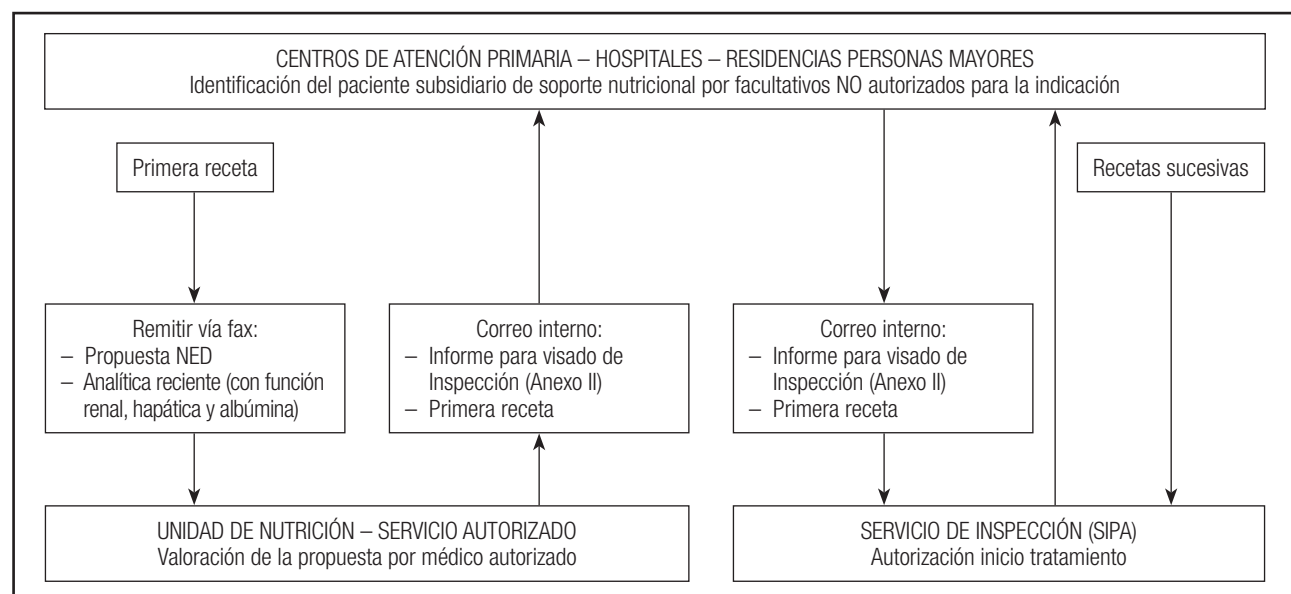 CENTROS DE ATENCIÓN PRIMARIA – HOSPITALES – RESIDENCIAS PERSONAS MAYORES
Identificación del paciente subsidiario de soporte nutricional por facultativos NO autorizados para la indicación
Primera receta
Recetas sucesivas
Remitir vía fax:
– Propuesta NED
– Analítica reciente (con función
renal, hapática y albúmina)
Correo interno:
– Informe para visado de
Inspección (Anexo II)
– Primera receta
Correo interno:
– Informe para visado de
Inspección (Anexo II)
– Primera receta
UNIDAD DE NUTRICIÓN – SERVICIO AUTORIZADO
Valoración de la propuesta por médico autorizado
SERVICIO DE INSPECCIÓN (SIPA)
Autorización inicio tratamiento